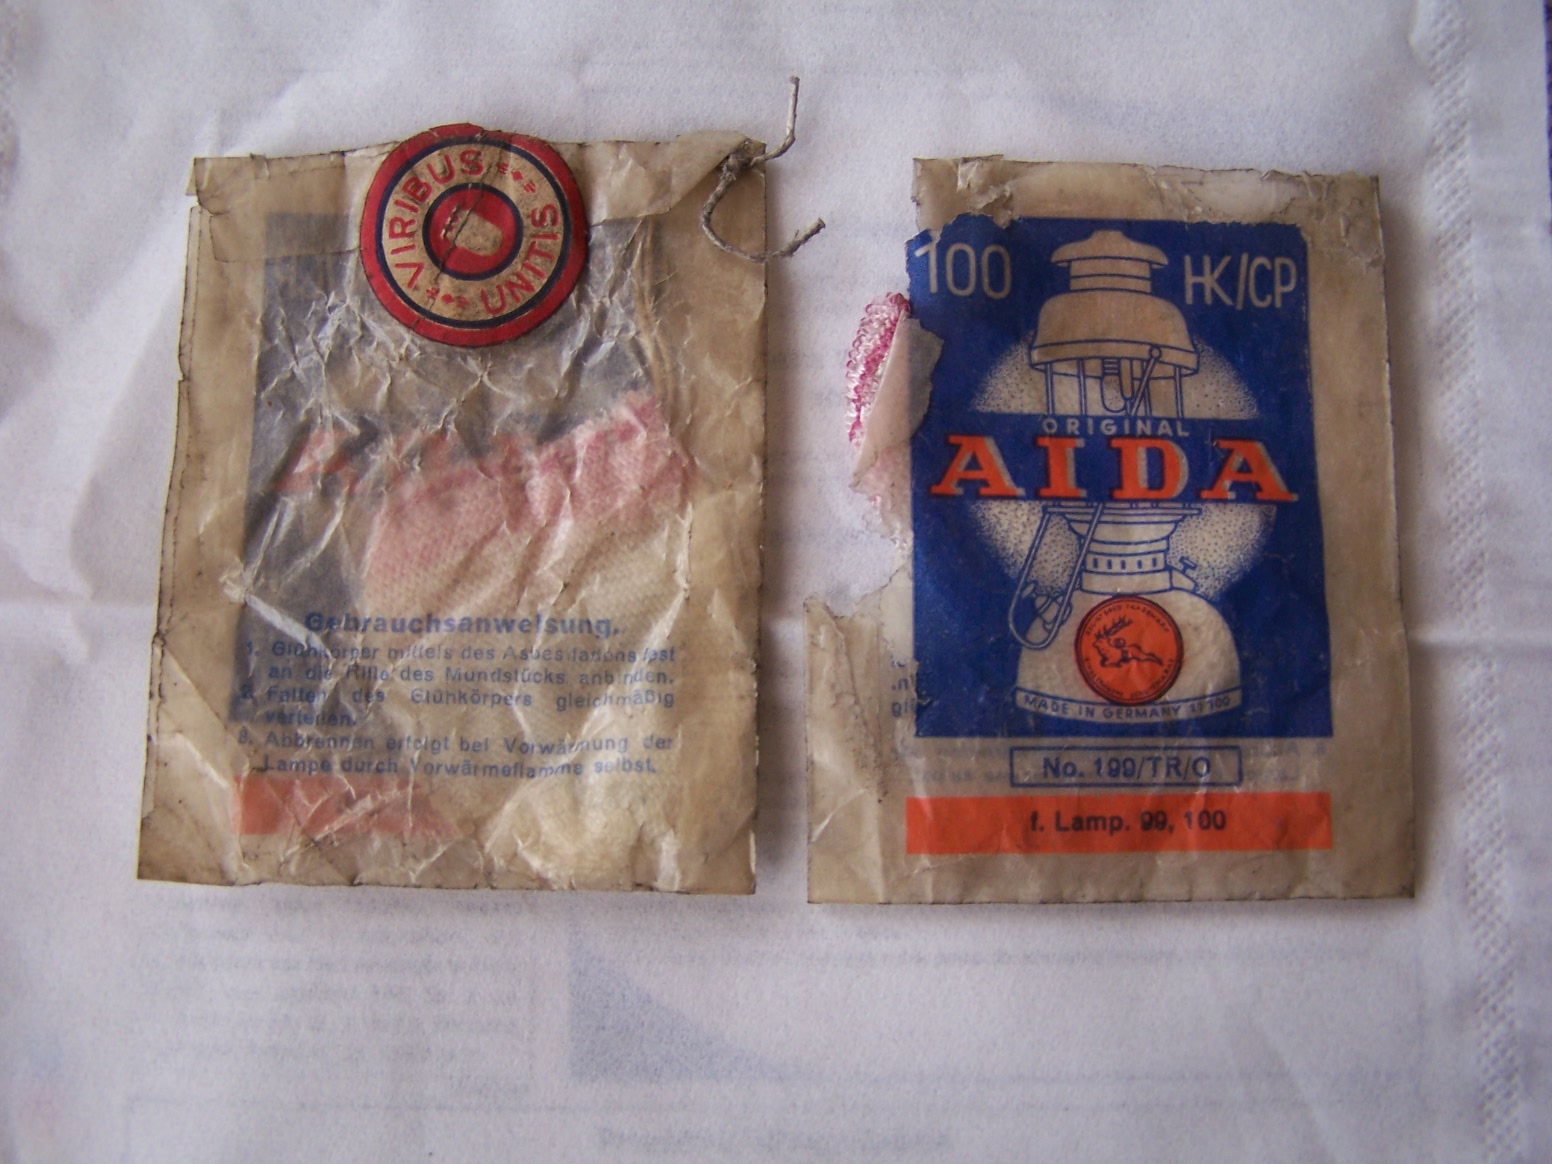 VIRIBUS
UNITIS
Gebrauchsanweisung.
1. Glühkörper mittels des Asbestfadens fest
an die Rille des Mundstücks anbinden.
2. Falten des Glühkörpers gleichmäßig
verteilen.
3. Abbrennen erfolgt bei Vorwärmung der
Lampe durch Vorwärmeflamme selbst.
100 HK/CP
ORIGINAL
AIDA
MADE IN GERMANY
No. 199/TR/O
f. Lamp. 99, 100